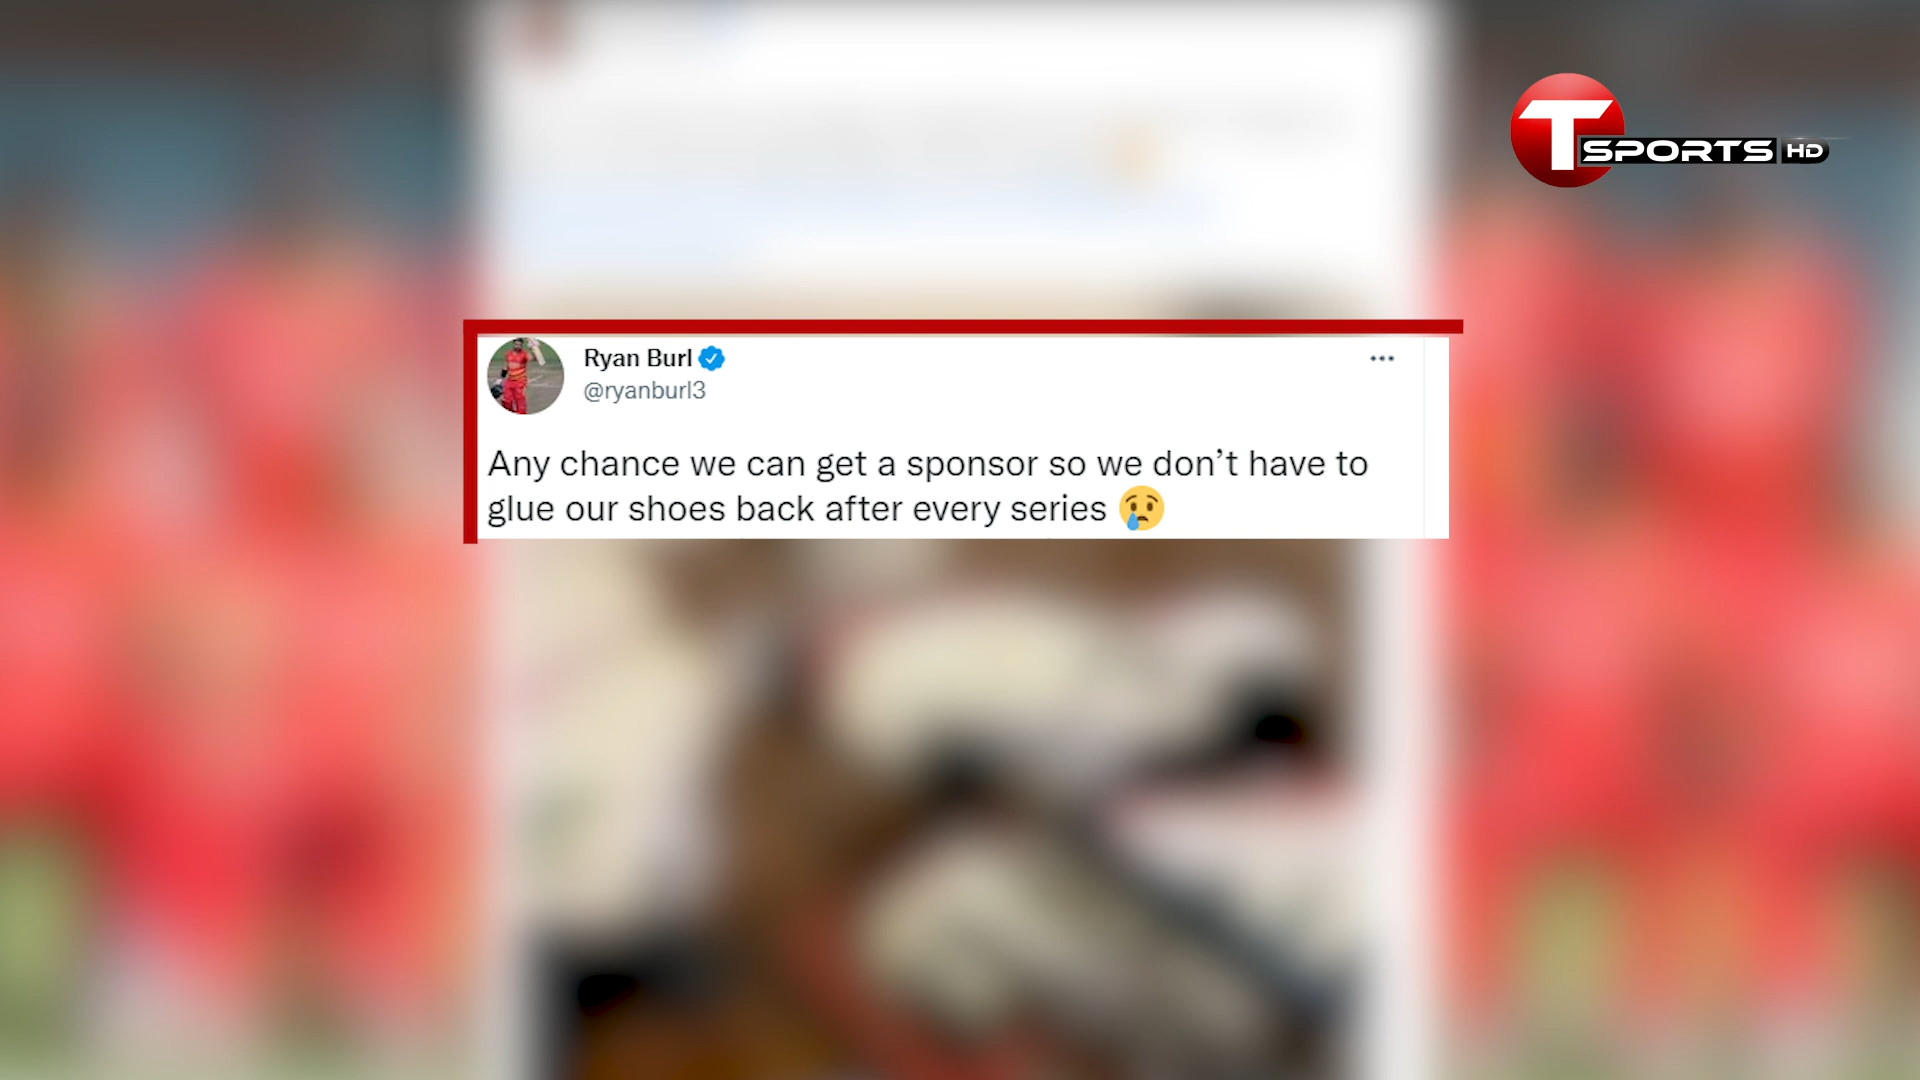 T SPORTS HD
Ryan Burl
@ryanburl3
Any chance we can get a sponsor so we don’t have to
glue our shoes back after every series 😢